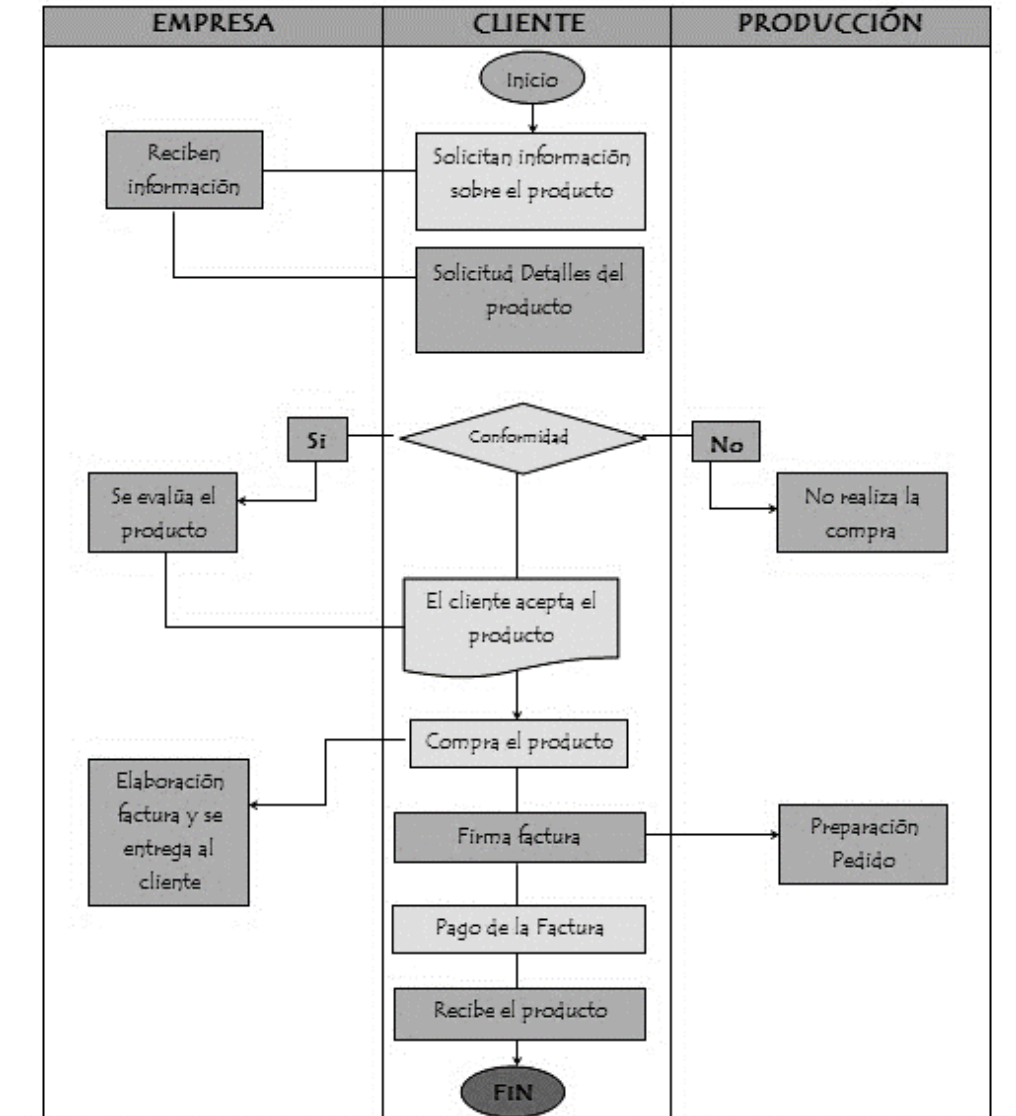 EMPRESA
CLIENTE
PRODUCCIÓN
Inicio
Solicitan información
sobre el producto
Reciben
información
Solicitud Detalles del
producto
Conformidad
Si
No
Se evalúa el
producto
No realiza la
compra
El cliente acepta el
producto
Compra el producto
Elaboración
factura y se
entrega al
cliente
Firma factura
Preparación
Pedido
Pago de la Factura
Recibe el producto
FIN